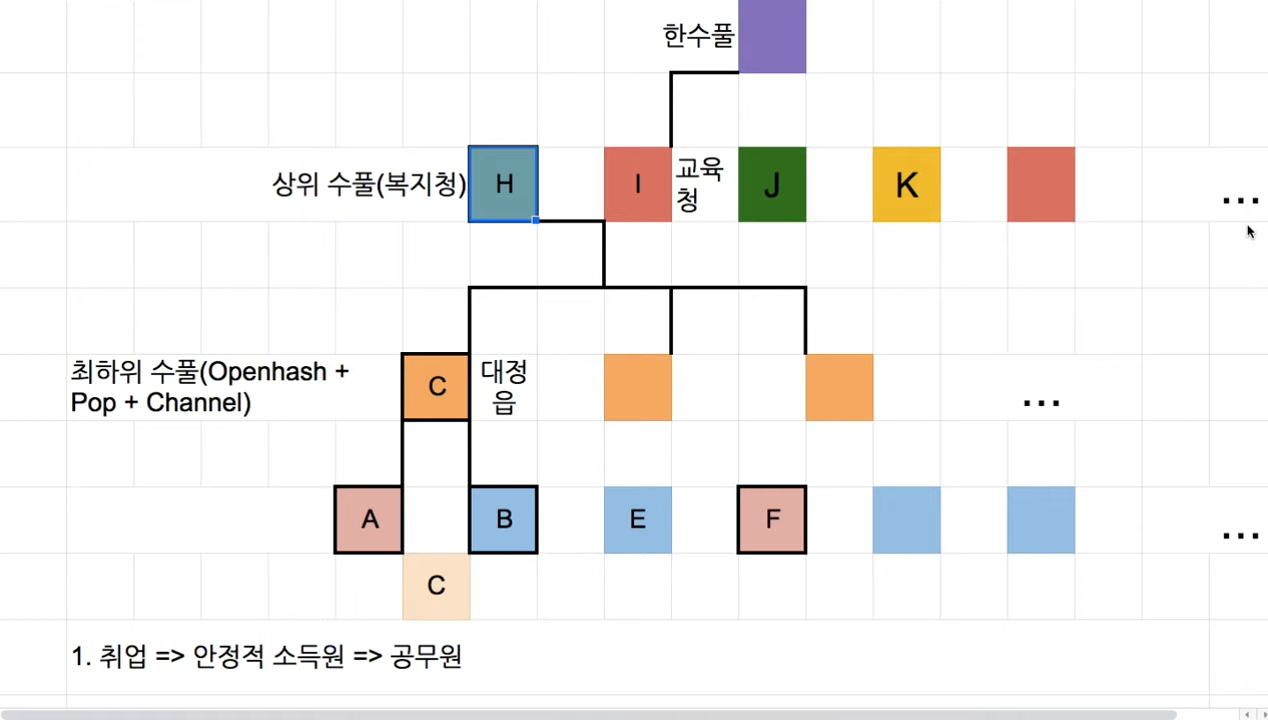 한수풀
상위 수풀(복지청)
H
I
교육
청
J
K
...
최하위 수풀(Openhash +
Pop + Channel)
C
대정
읍
...
A
B
E
F
...
C
1. 취업 => 안정적 소득원 => 공무원